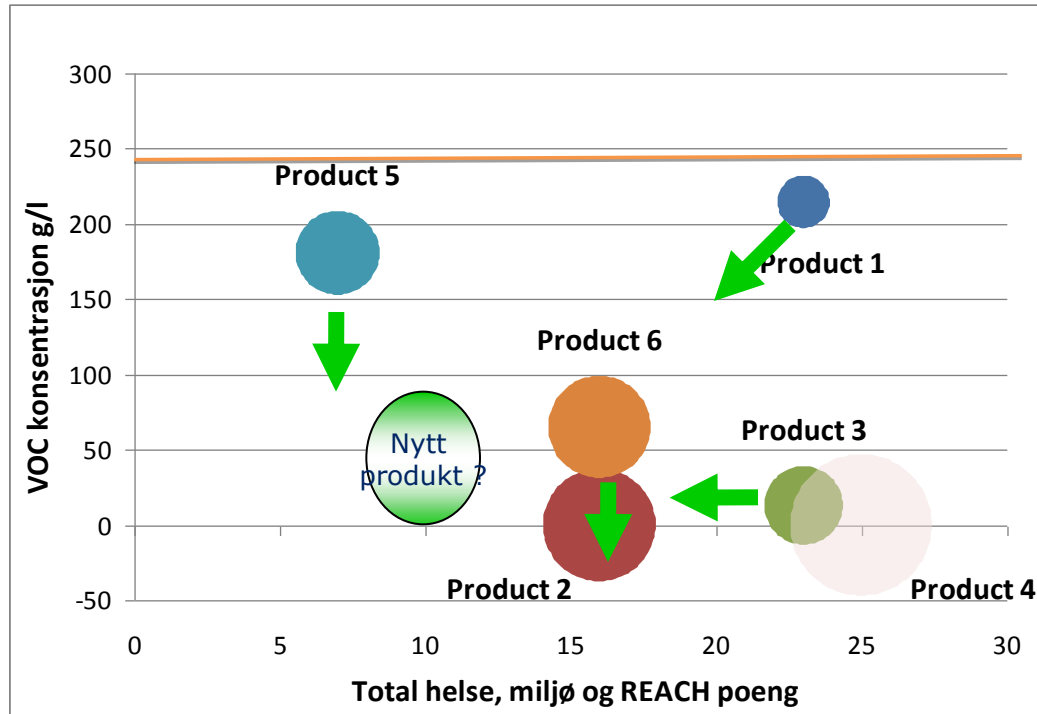 300
250
200
150
100
50
0
-50
VOC konsentrasjon g/l
Product 5
Product 1
Product 6
Product 3
Nytt
produkt ?
Product 2
Product 4
0 5 10 15 20 25 30
Total helse, miljø og REACH poeng